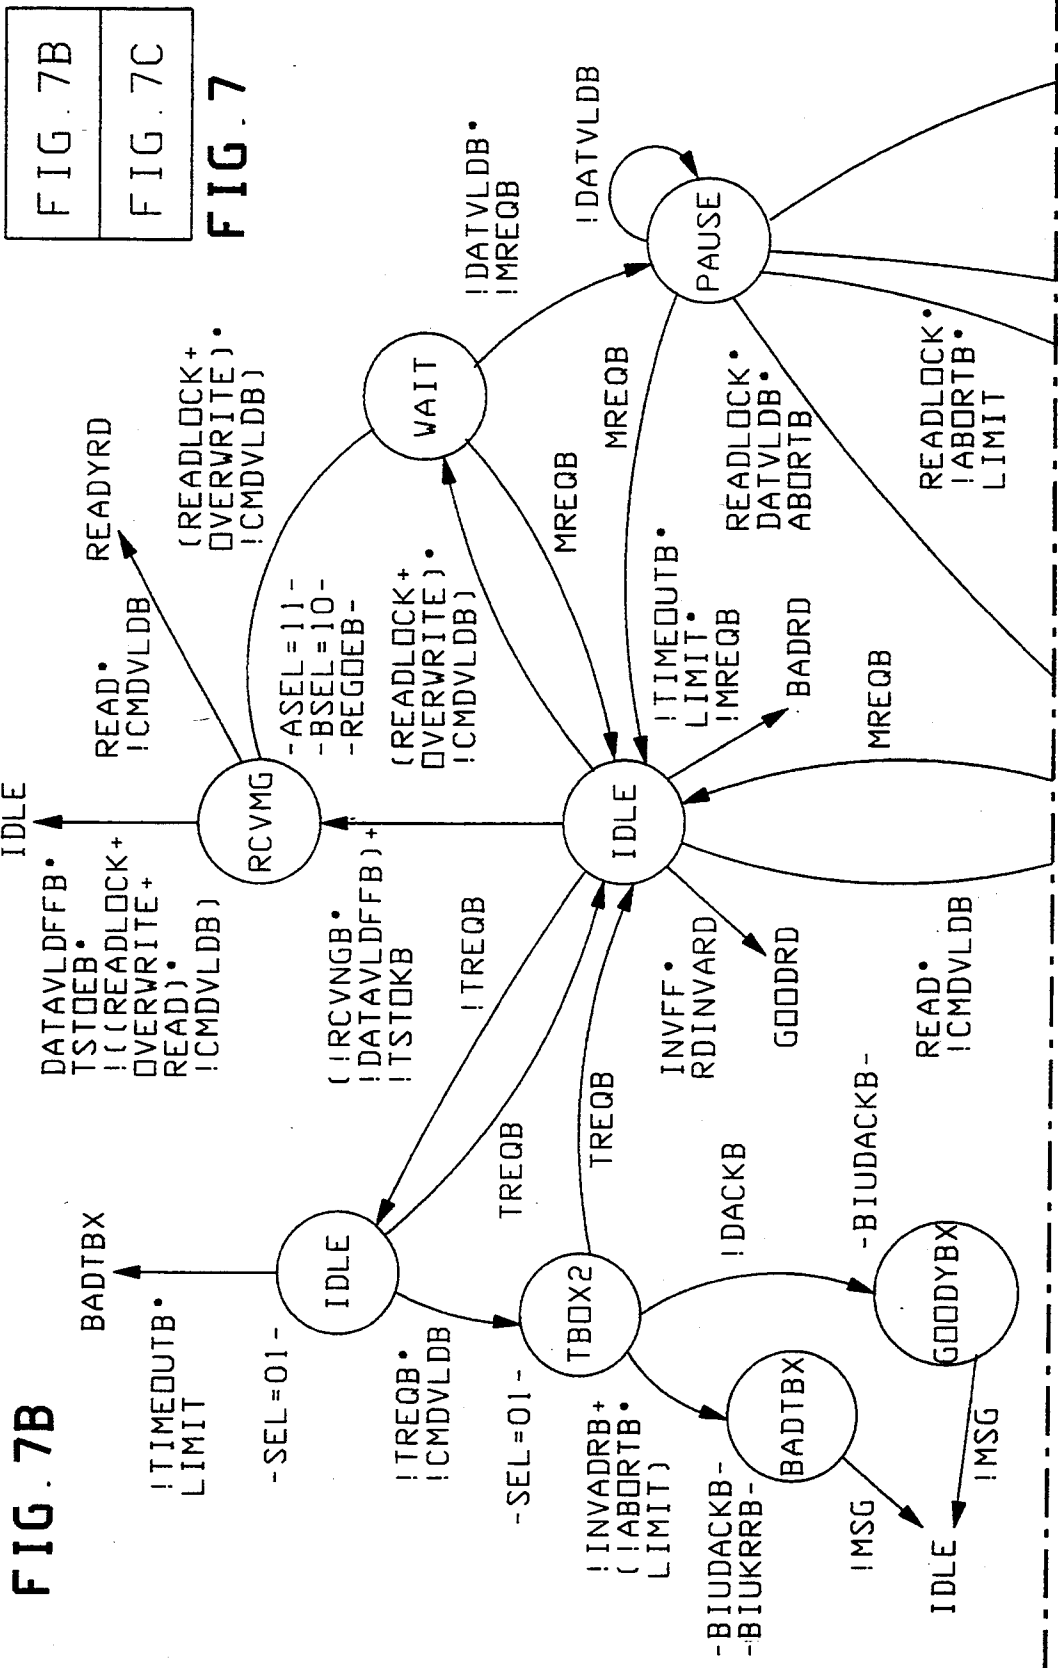 FIG. 7B
FIG. 7B
FIG. 7C
FIG. 7
BADTBX
!TIMEOUTB•
LIMIT
-SEL=01-
IDLE
!TREQB•
!CMDVLDB
-SEL=01-
TBOX2
!INVADRB+
(!ABORTB•
LIMIT)
-BIUDACKB-
-BIUKRRB-
BADTBX
!MSG
IDLE
!MSG
GOODYBX
-BIUDACKB-
!DACKB
TREQB
TREQB
!TREQB
IDLE
DATAVLDFFB•
TSTOEB•
!((READLOCK+
OVERWRITE+
READ)•
!CMDVLDB)
RCVMG
(!RCVNGB•
!DATAVLDFFB)+
!TSTOKB
READ•
!CMDVLDB
READYRD
-ASEL=11-
-BSEL=10-
-REGOEB-
(READLOCK+
OVERWRITE)•
!CMDVLDB)
(READLOCK+
OVERWRITE)•
!CMDVLDB)
WAIT
MREQB
!DATVLDB•
!MREQB
!DATVLDB
PAUSE
MREQB
IDLE
!TIMEOUTB•
LIMIT•
!MREQB
BADRD
INVFF•
RDINVARD
GOODRD
READ•
!CMDVLDB
MREQB
READLOCK•
DATVLDB•
ABORTB
READLOCK•
!ABORTB•
LIMIT